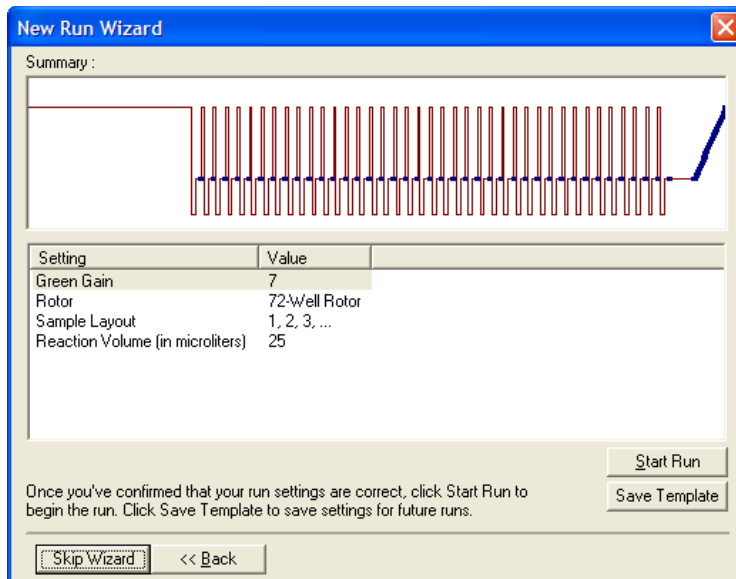 New Run Wizard
Summary :
Setting Value
Green Gain 7
Rotor 72-Well Rotor
Sample Layout 1, 2, 3, ...
Reaction Volume (in microliters) 25
Start Run
Once you've confirmed that your run settings are correct, click Start Run to
begin the run. Click Save Template to save settings for future runs.
Save Template
Skip Wizard << Back